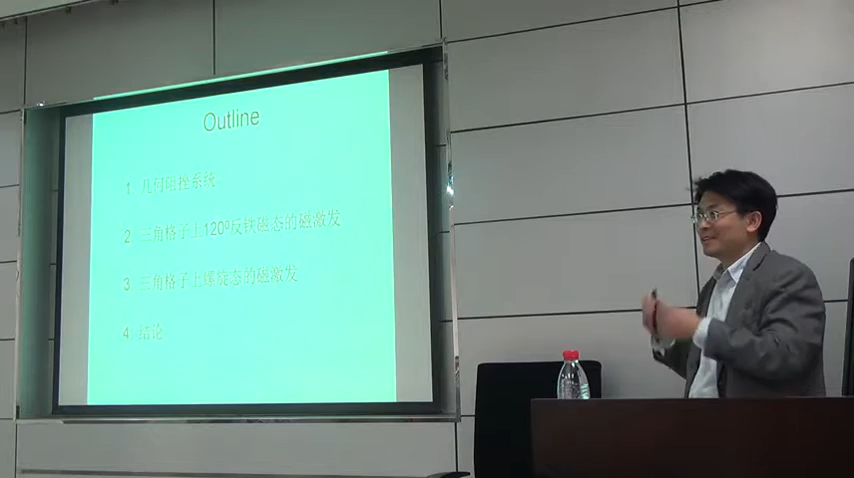 Outline
1. 几何阻挫系统
2. 三角格子上120º反铁磁态的磁激发
3. 三角格子上螺旋态的磁激发
4. 结论